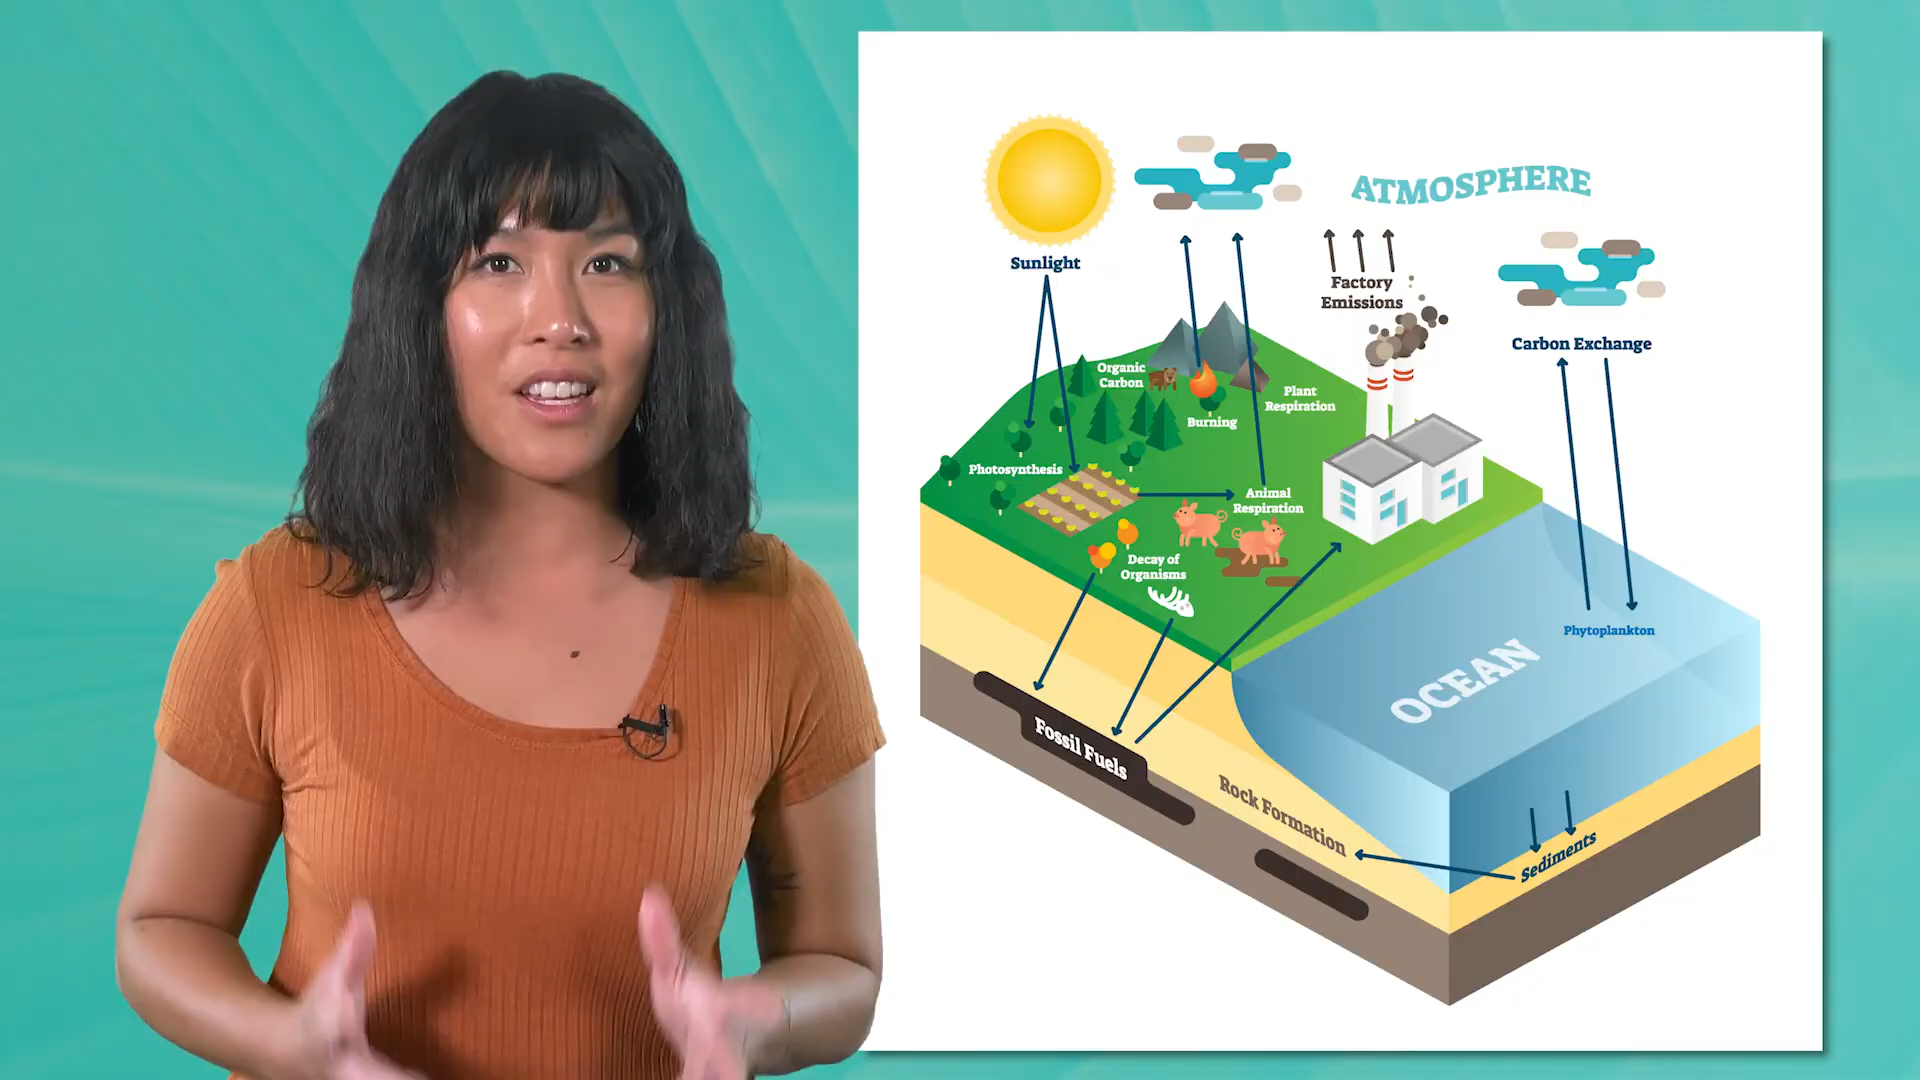 ATMOSPHERE
Sunlight
Factory
Emissions
Carbon Exchange
Organic
Carbon
Plant
Respiration
Burning
Photosynthesis
Animal
Respiration
Decay of
Organisms
Phytoplankton
OCEAN
Fossil Fuels
Rock Formation
Sediments